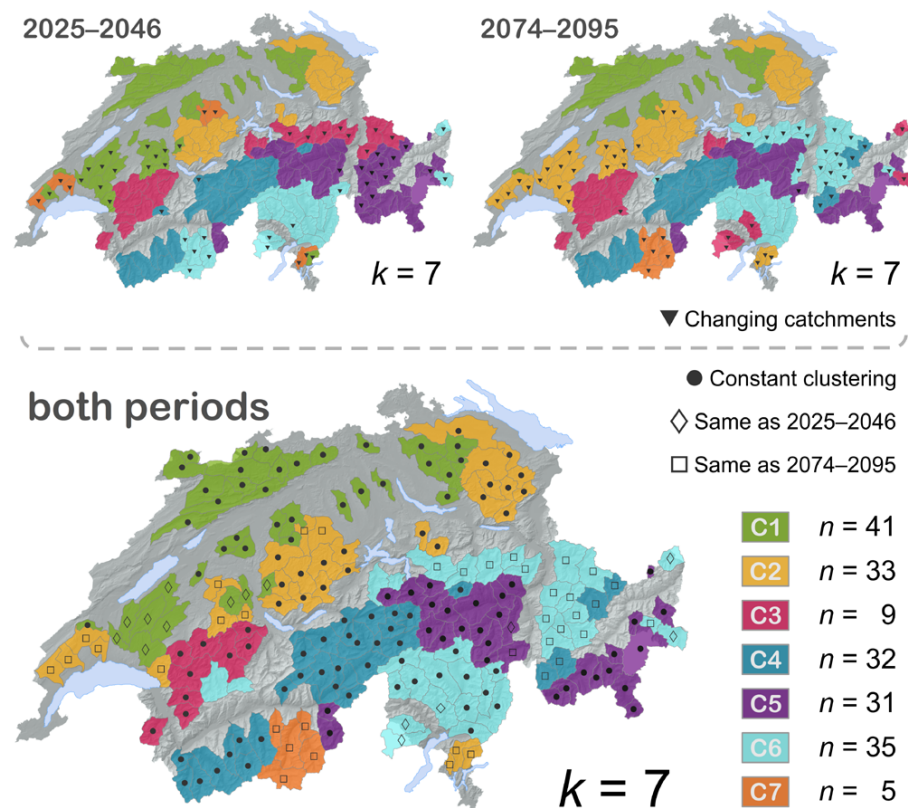 2025–2046
2074–2095
k = 7
k = 7
Changing catchments
both periods
Constant clustering
Same as 2025–2046
Same as 2074–2095
C1 n = 41
C2 n = 33
C3 n = 9
C4 n = 32
C5 n = 31
C6 n = 35
C7 n = 5
k = 7